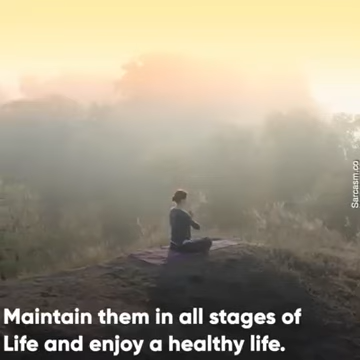 Sarcasm.co
Maintain them in all stages of
Life and enjoy a healthy life.